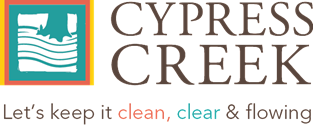 CYPRESS
CREEK
Let's keep it clean, clear & flowing